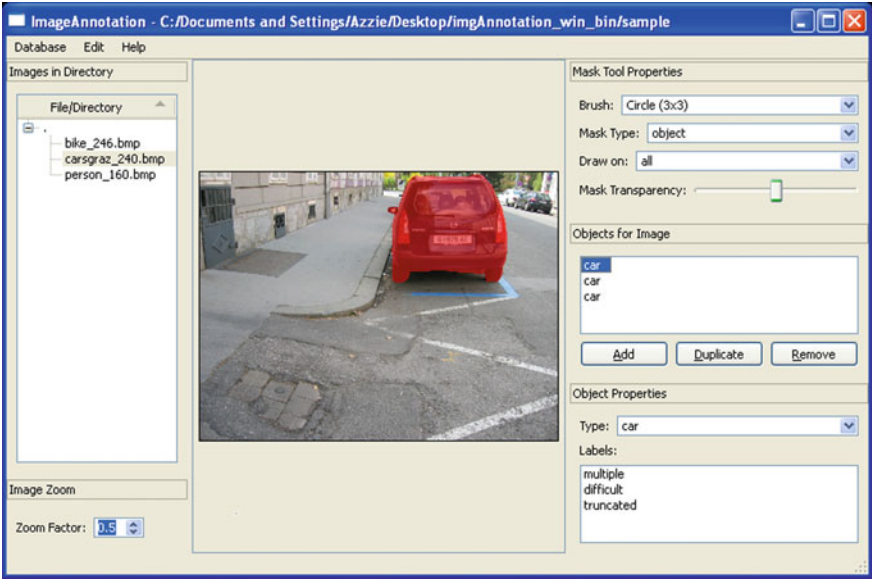 ImageAnnotation - C:/Documents and Settings/Azzie/Desktop/imgAnnotation_win_bin/sample
Database Edit Help
Images in Directory
File/Directory
.
bike_246.bmp
carsgraz_240.bmp
person_160.bmp
Image Zoom
Zoom Factor: 0.5
Mask Tool Properties
Brush: Circle (3x3)
Mask Type: object
Draw on: all
Mask Transparency:
Objects for Image
car
car
car
Add Duplicate Remove
Object Properties
Type: car
Labels:
multiple
difficult
truncated